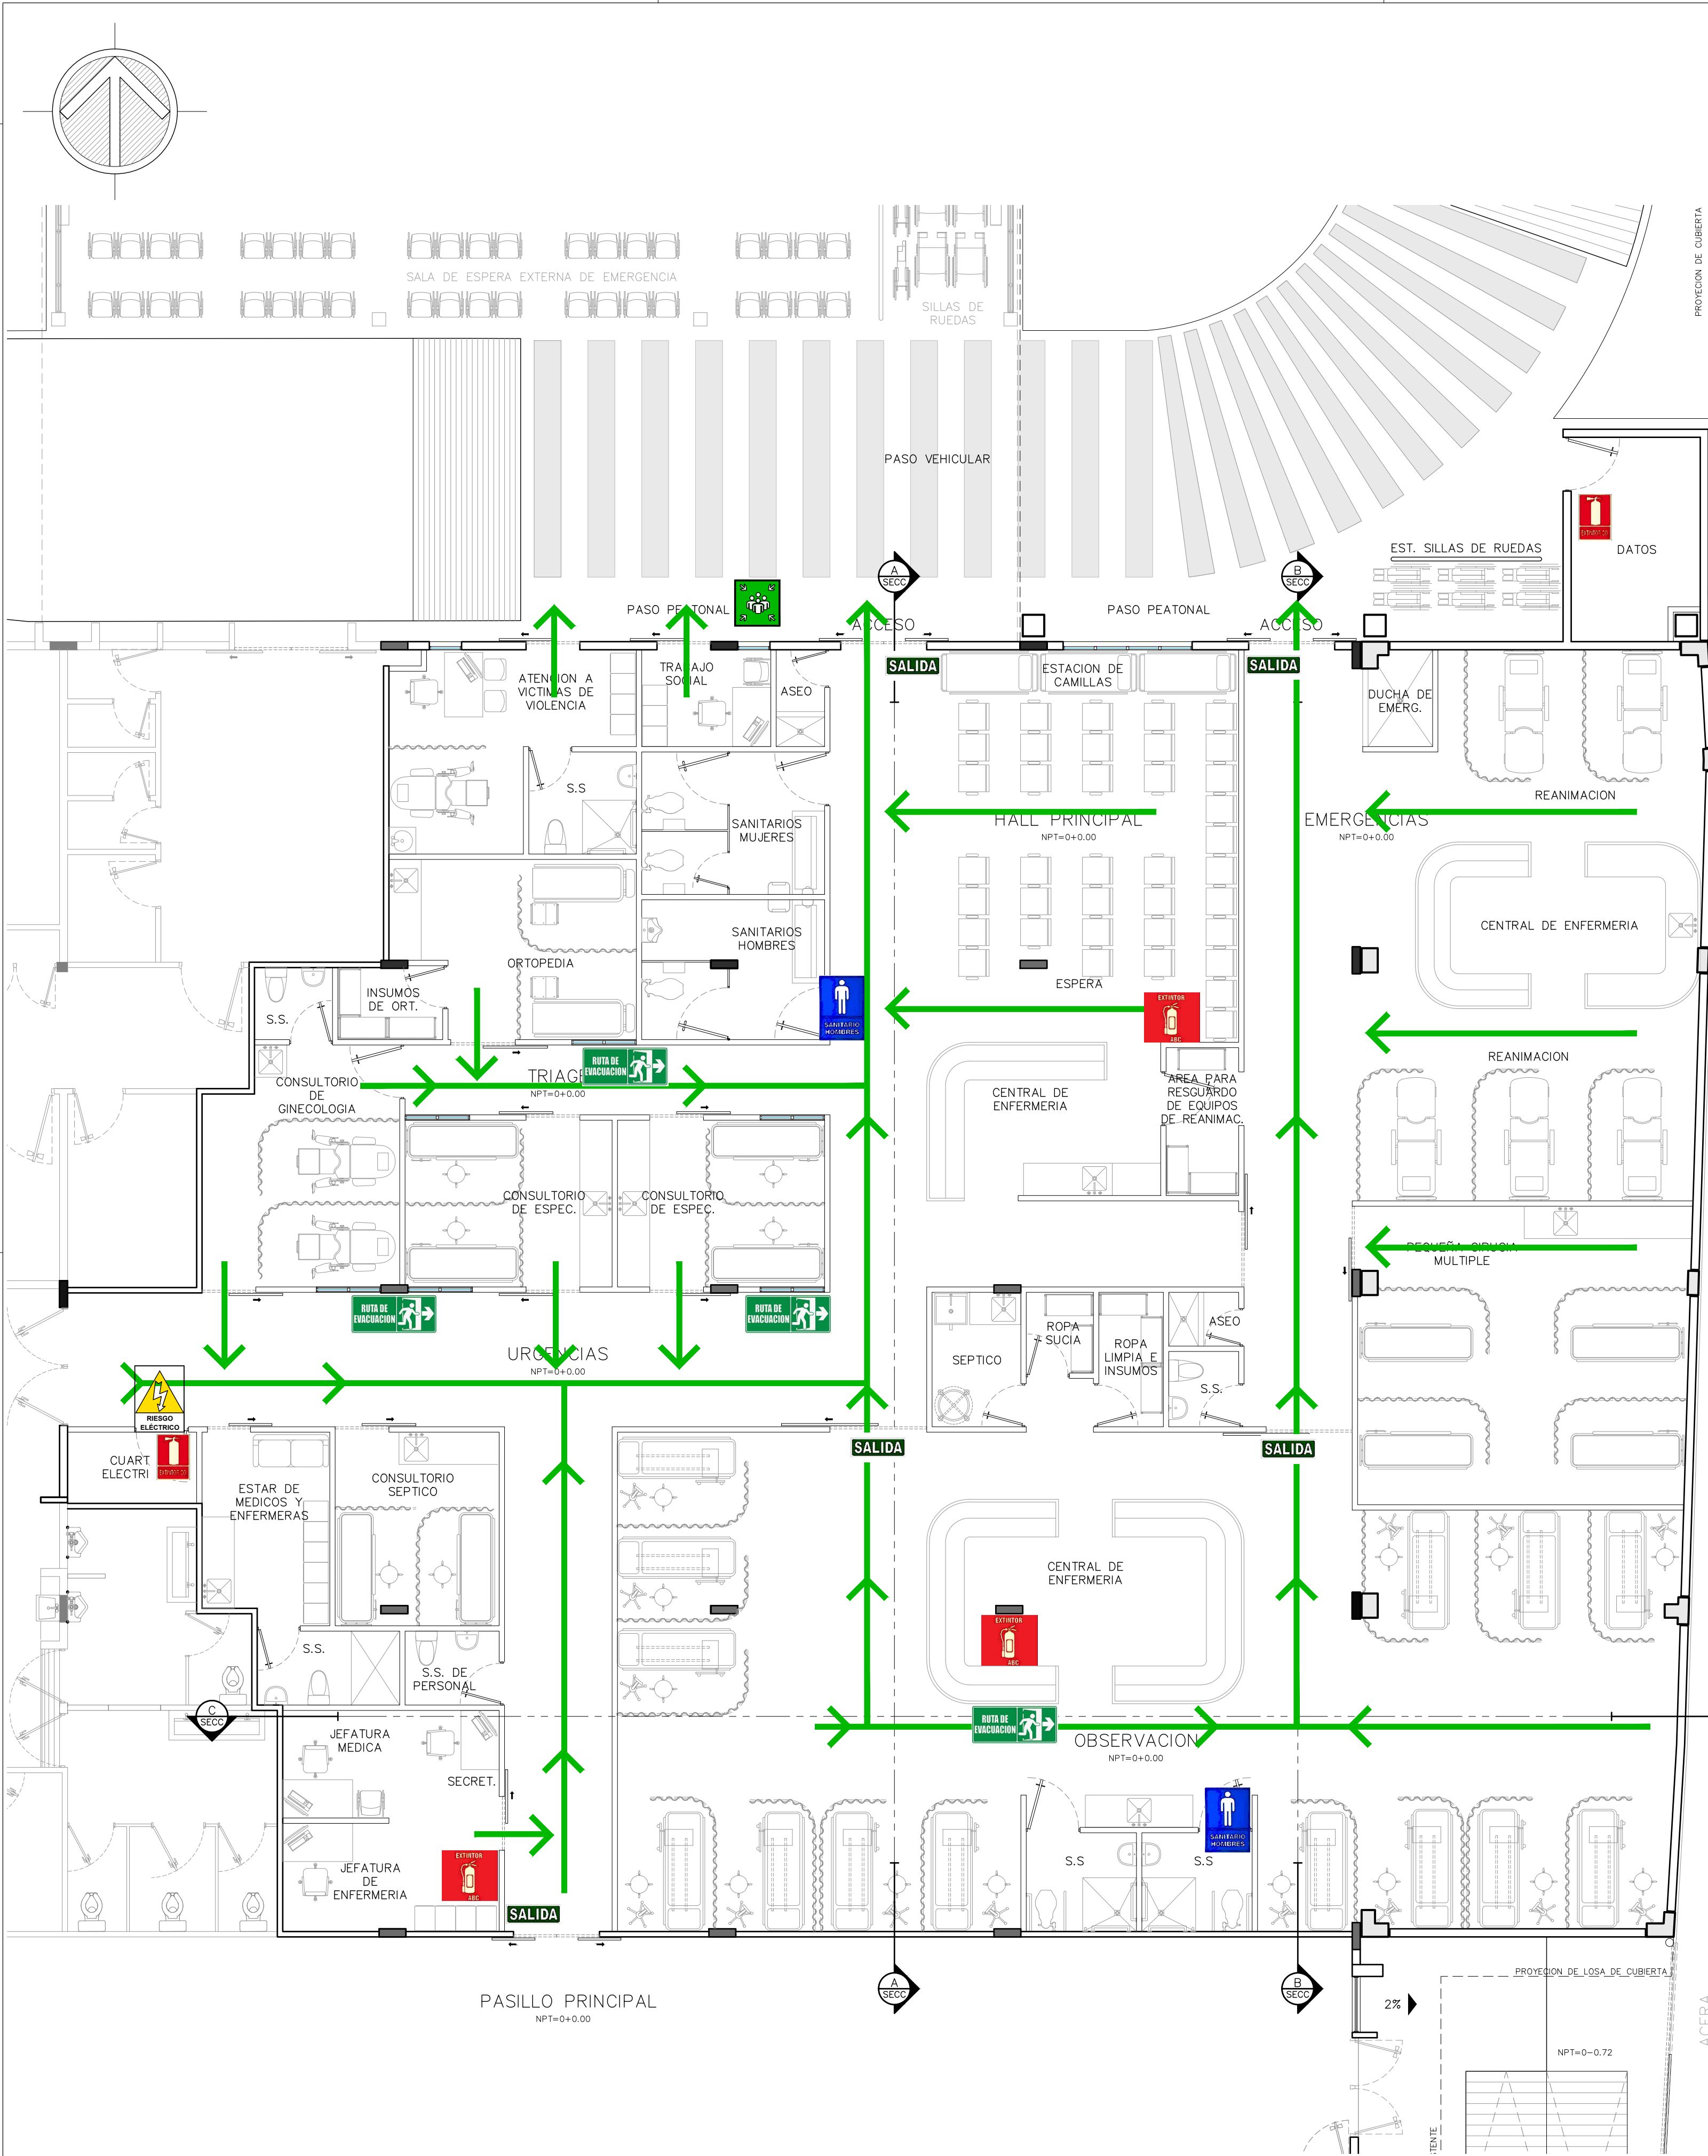 PROYECION DE CUBIERTA
SALA DE ESPERA EXTERNA DE EMERGENCIA
SILLAS DE
RUEDAS
PASO VEHICULAR
EST. SILLAS DE RUEDAS
DATOS
A
SECC
B
SECC
PASO PEATONAL
ACCESO
PASO PEATONAL
ACCESO
SALIDA
SALIDA
ATENCION A
VICTIMAS DE
VIOLENCIA
TRABAJO
SOCIAL
ASEO
ESTACION DE
CAMILLAS
DUCHA DE
EMERG.
S.S
SANITARIOS
MUJERES
HALL PRINCIPAL
NPT=0+0.00
EMERGENCIAS
NPT=0+0.00
REANIMACION
CENTRAL DE ENFERMERIA
SANITARIOS
HOMBRES
ORTOPEDIA
INSUMOS
DE ORT.
S.S.
SANITARIO
HOMBRES
ESPERA
EXTINTOR
ABC
REANIMACION
RUTA DE
EVACUACION
TRIAGE
NPT=0+0.00
CONSULTORIO
DE
GINECOLOGIA
CENTRAL DE
ENFERMERIA
AREA PARA
RESGUARDO
DE EQUIPOS
DE REANIMAC.
CONSULTORIO
DE ESPEC.
CONSULTORIO
DE ESPEC.
PEQUEÑA CIRUGIA
MULTIPLE
RUTA DE
EVACUACION
RUTA DE
EVACUACION
URGENCIAS
NPT=0+0.00
SEPTICO
ROPA
SUCIA
ROPA
LIMPIA E
INSUMOS
ASEO
S.S.
RIESGO
ELÉCTRICO
SALIDA
SALIDA
CUART
ELECTRI
ESTAR DE
MEDICOS Y
ENFERMERAS
CONSULTORIO
SEPTICO
CENTRAL DE
ENFERMERIA
EXTINTOR
ABC
S.S.
S.S. DE
PERSONAL
C
SECC
JEFATURA
MEDICA
SECRET.
RUTA DE
EVACUACION
OBSERVACION
NPT=0+0.00
SANITARIO
HOMBRES
S.S
S.S
JEFATURA
DE
ENFERMERIA
EXTINTOR
ABC
SALIDA
A
SECC
B
SECC
PASILLO PRINCIPAL
NPT=0+0.00
PROYECION DE LOSA DE CUBIERTA
2%
NPT=0-0.72
ACERA